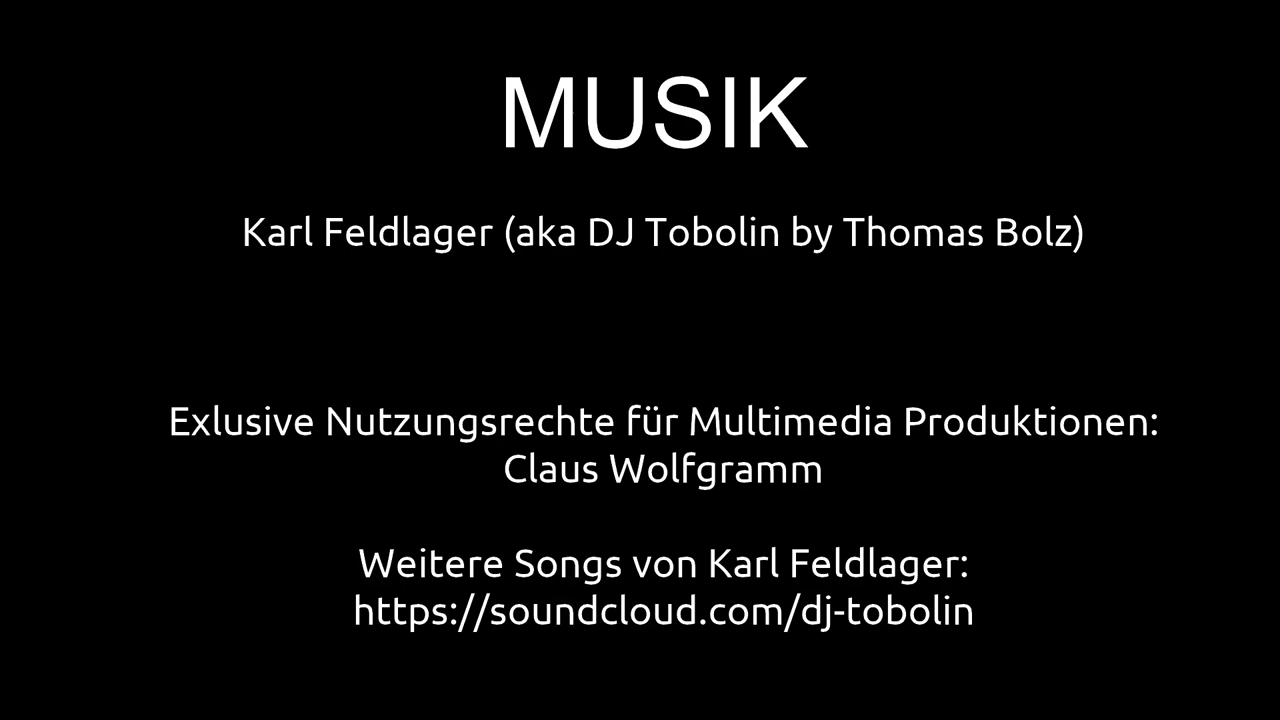 MUSIK
Karl Feldlager (aka DJ Tobolin by Thomas Bolz)
Exlusive Nutzungsrechte für Multimedia Produktionen:
Claus Wolfgramm
Weitere Songs von Karl Feldlager:
https://soundcloud.com/dj-tobolin